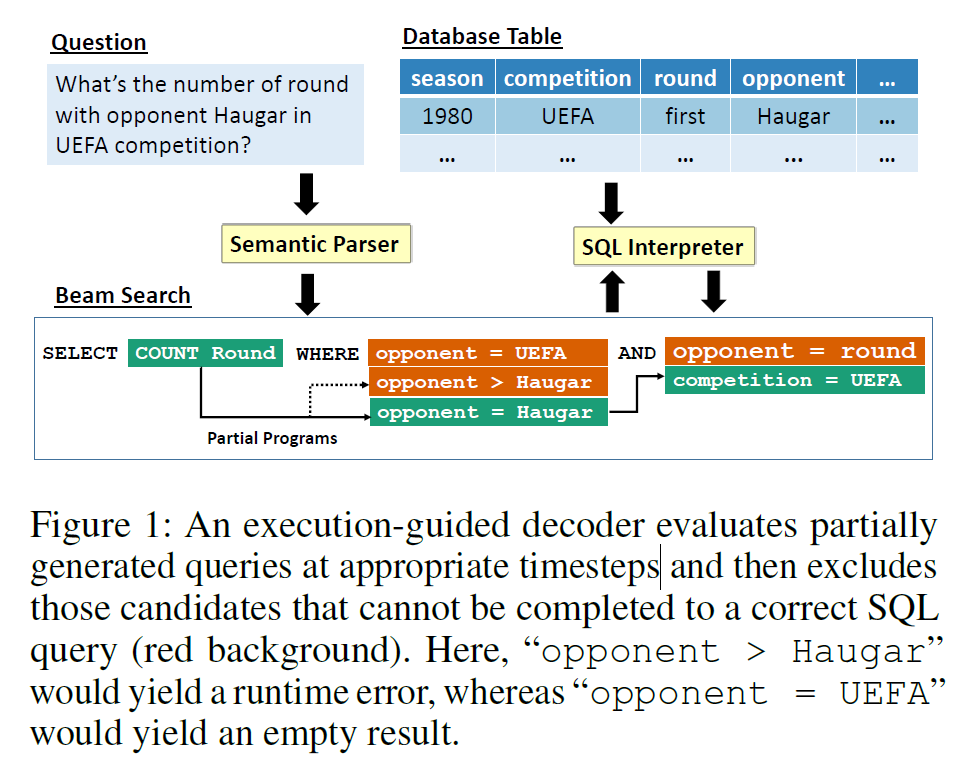 Question
What's the number of round
with opponent Haugar in
UEFA competition?
Database Table
season competition round opponent ...
1980 UEFA first Haugar ...
... ... ... ... ...
Semantic Parser
SQL Interpreter
Beam Search
SELECT COUNT Round WHERE opponent = UEFA AND opponent = round
opponent > Haugar competition = UEFA
opponent = Haugar
Partial Programs
Figure 1: An execution-guided decoder evaluates partially
generated queries at appropriate timesteps and then excludes
those candidates that cannot be completed to a correct SQL
query (red background). Here, “opponent > Haugar”
would yield a runtime error, whereas “opponent = UEFA”
would yield an empty result.